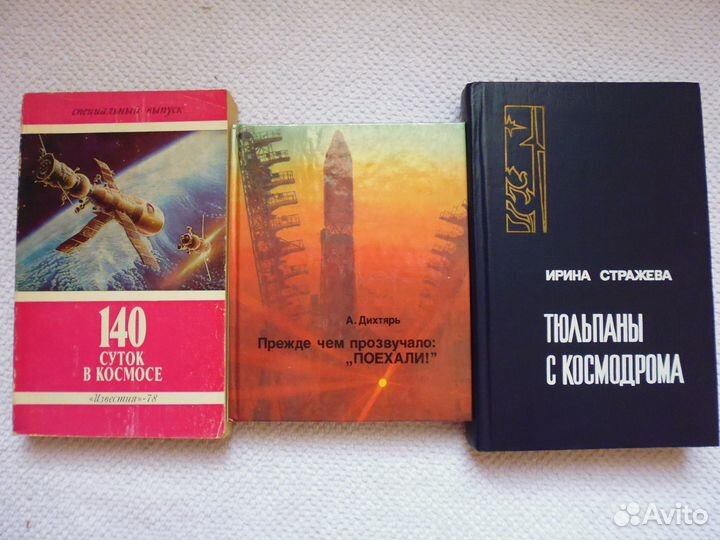 специальный выпуск
140
СУТОК
В КОСМОСЕ
«Известия»-78
А. Дихтярь
Прежде чем прозвучало:
„ПОЕХАЛИ!"
ИРИНА СТРАЖЕВА
ТЮЛЬПАНЫ
С КОСМОДРОМА
Avito